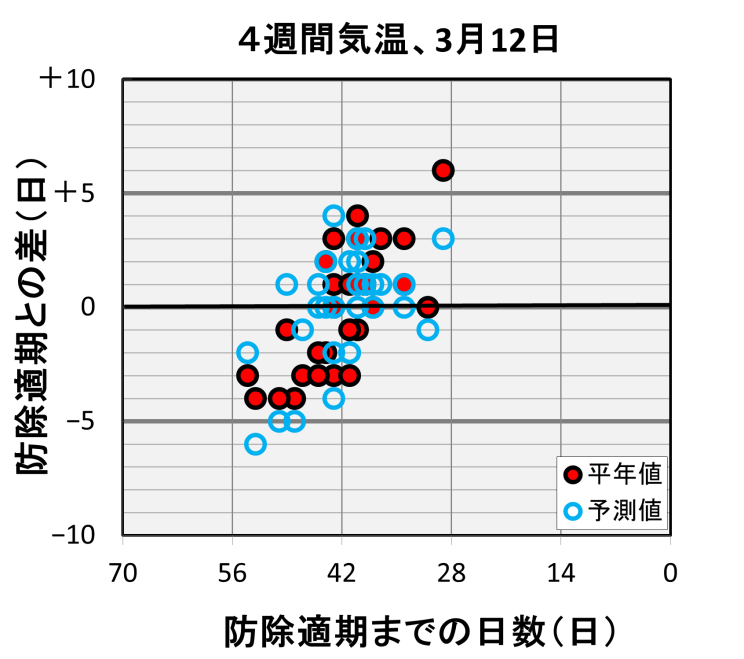 ４週間気温、3月12日
防除適期との差（日）
＋10
＋5
0
−5
−10
平年値
予測値
70 56 42 28 14 0
防除適期までの日数（日）